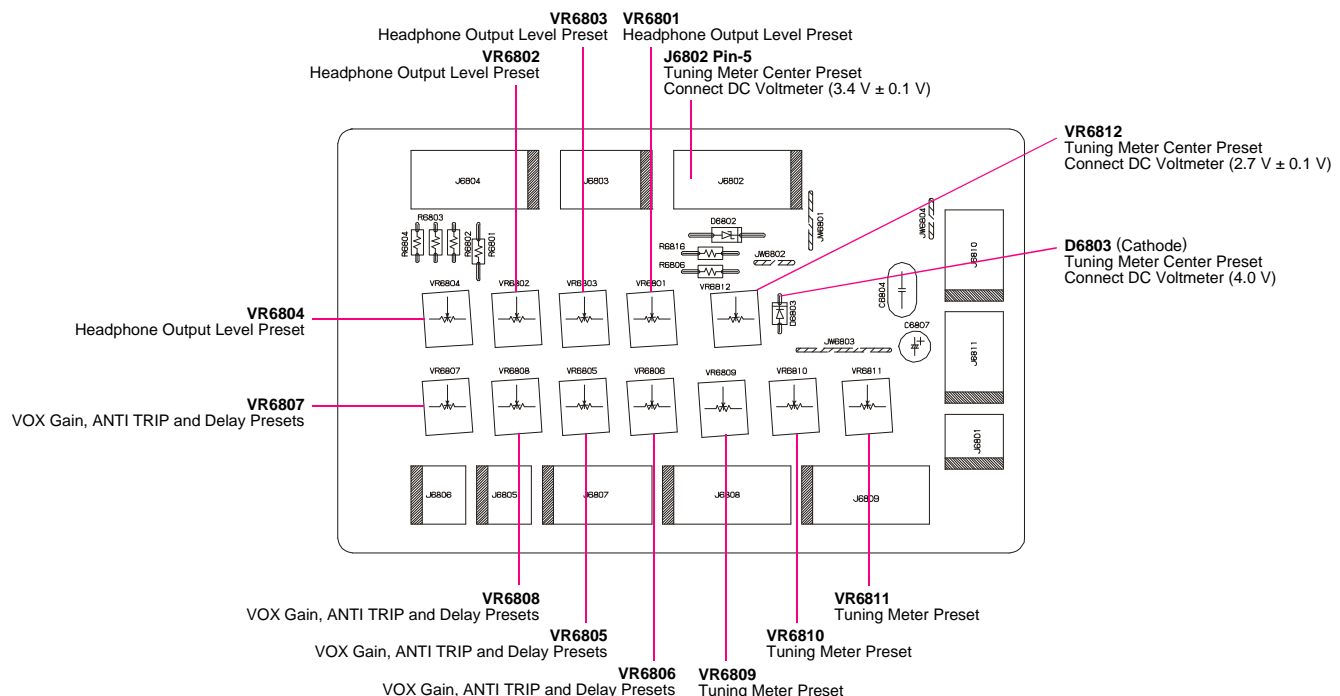 VR6803
Headphone Output Level Preset
VR6801
Headphone Output Level Preset
VR6802
Headphone Output Level Preset
J6802 Pin-5
Tuning Meter Center Preset
Connect DC Voltmeter (3.4 V ± 0.1 V)
VR6812
Tuning Meter Center Preset
Connect DC Voltmeter (2.7 V ± 0.1 V)
D6803 (Cathode)
Tuning Meter Center Preset
Connect DC Voltmeter (4.0 V)
J6804
J6803
J6802
R6803
R6804
R6802
R6801
D6802
R6816
R6806
JW6801
JW6802
JW6804
J6810
VR6804
VR6802
VR6803
VR6801
VR6812
D6803
C6804
C6807
JW6803
J6811
VR6804
Headphone Output Level Preset
VR6807
VR6808
VR6805
VR6806
VR6809
VR6810
VR6811
J6801
VR6807
VOX Gain, ANTI TRIP and Delay Presets
J6806
J6805
J6807
J6808
J6809
VR6808
VOX Gain, ANTI TRIP and Delay Presets
VR6805
VOX Gain, ANTI TRIP and Delay Presets
VR6806
VOX Gain, ANTI TRIP and Delay Presets
VR6809
Tuning Meter Preset
VR6810
Tuning Meter Preset
VR6811
Tuning Meter Preset